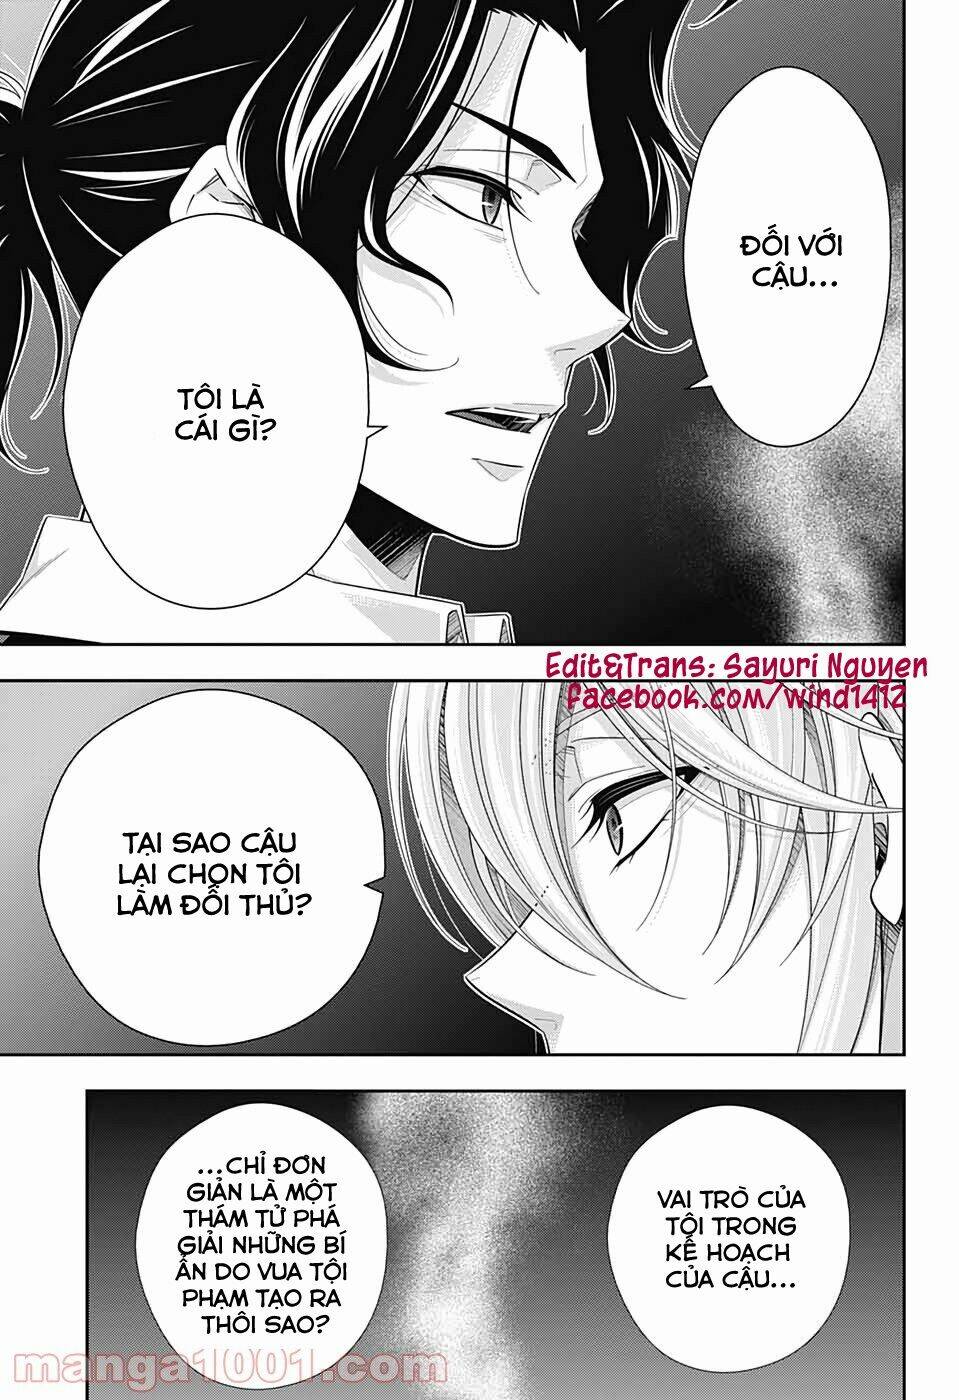 ĐỐI VỚI
CẬU...
TÔI LÀ
CÁI GÌ?
Edit&Trans: Sayuri Nguyen
facebook.com/wind1412
TẠI SAO CẬU
LẠI CHỌN TÔI
LÀM ĐỐI THỦ?
VAI TRÒ CỦA
TỘI TRONG
KẾ HOẠCH
CỦA CẬU...
...CHỈ ĐƠN
GIẢN LÀ MỘT
THÁM TỬ PHÁ
GIẢI NHỮNG BÍ
ẨN DO VUA TỘI
PHẠM TẠO RA
THÔI SAO?
manga1001.com